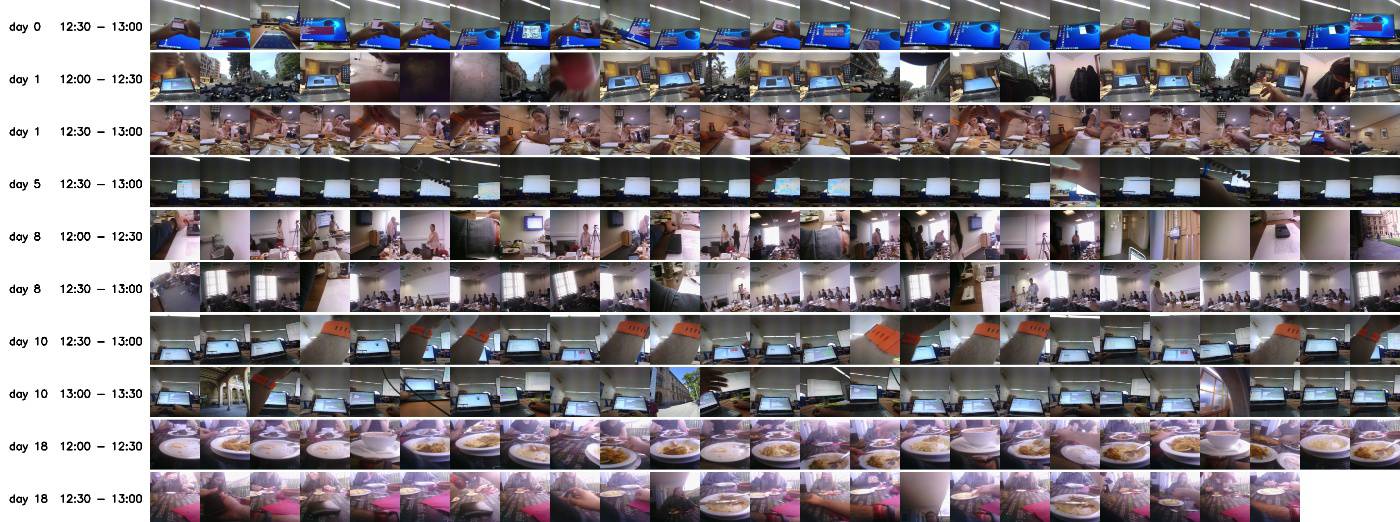 day 0 12:30 – 13:00
day 1 12:00 – 12:30
day 1 12:30 – 13:00
day 5 12:30 – 13:00
day 8 12:00 – 12:30
day 8 12:30 – 13:00
day 10 12:30 – 13:00
day 10 13:00 – 13:30
day 18 12:00 – 12:30
day 18 12:30 – 13:00